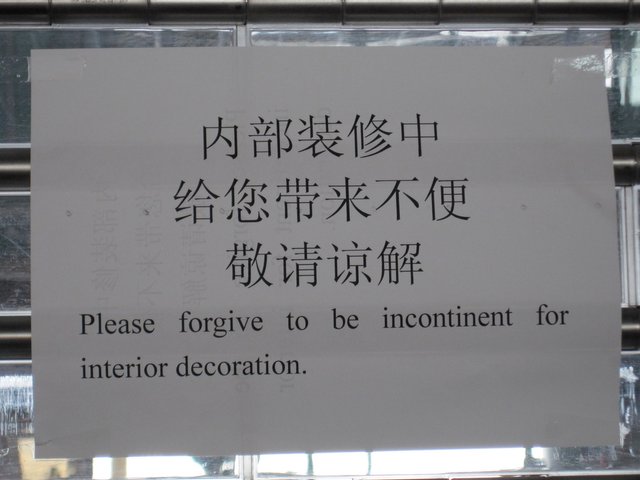 内部装修中
给您带来不便
敬请谅解
Please forgive to be incontinent for
interior decoration.